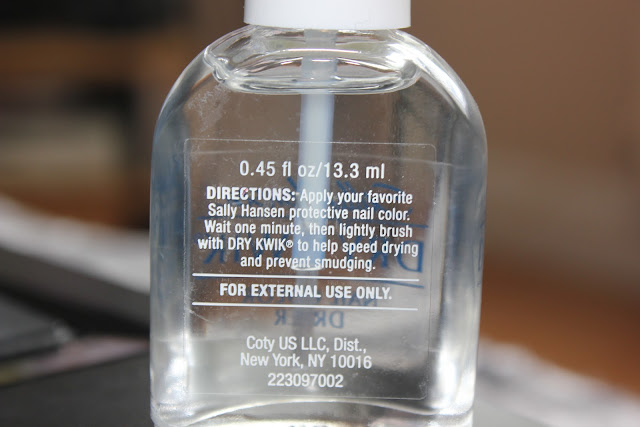 0.45 fl oz/13.3 ml
DIRECTIONS: Apply your favorite
Sally Hansen protective nail color.
Wait one minute, then lightly brush
with DRY KWIK® to help speed drying
and prevent smudging.
FOR EXTERNAL USE ONLY.
Coty US LLC, Dist.,
New York, NY 10016
223097002